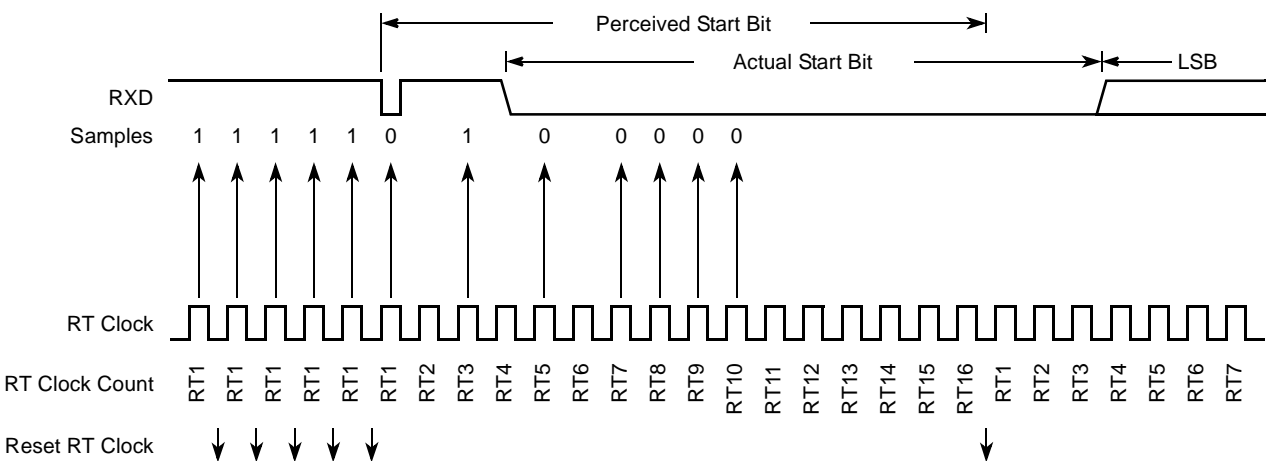 Perceived Start Bit
Actual Start Bit
LSB
RXD
Samples 1 1 1 1 1 0 1 0 0 0 0 0
RT Clock
RT Clock Count RT1 RT1 RT1 RT1 RT1 RT1 RT2 RT3 RT4 RT5 RT6 RT7 RT8 RT9 RT10 RT11 RT12 RT13 RT14 RT15 RT16 RT1 RT2 RT3 RT4 RT5 RT6 RT7
Reset RT Clock